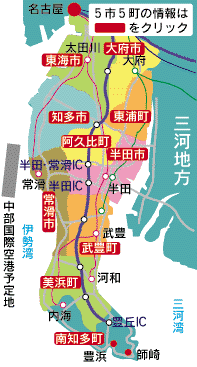 名古屋
５市５町の情報は
をクリック
太田川
大府市
大府
東海市
知多市
東浦町
阿久比町
半田市
半田・常滑IC
半田IC
常滑
半田
常滑市
三河地方
伊勢湾
中部国際空港予定地
武豊
武豊町
美浜町
河和
内海
三河湾
豊丘IC
南知多町
豊浜
師崎